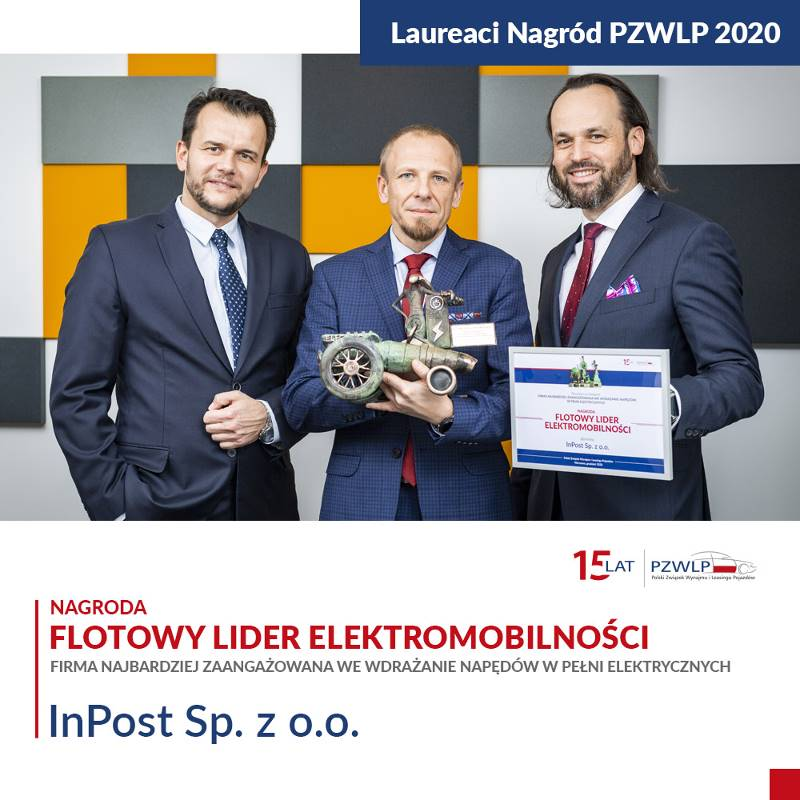 Laureaci Nagród PZWLP 2020
NAGRODA
FLOTOWY LIDER
ELEKTROMOBILNOŚCI
InPost Sp. z o.o.
15 LAT
PZWLP
Polski Związek Wynajmu i Leasingu Pojazdów
NAGRODA
FLOTOWY LIDER ELEKTROMOBILNOŚCI
FIRMA NAJBARDZIEJ ZAANGAŻOWANA WE WDRAŻANIE NAPĘDÓW W PEŁNI ELEKTRYCZNYCH
InPost Sp. z o.o.